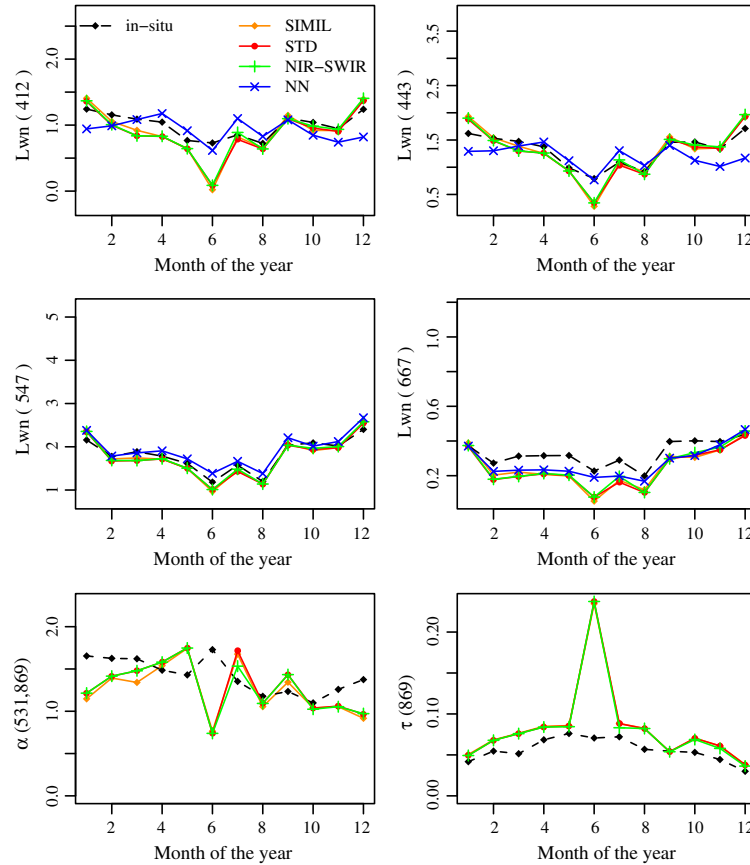 in-situ
SIMIL
STD
NIR-SWIR
NN
Lwn ( 412 )
0.0 1.0 2.0
2 4 6 8 10 12
Month of the year
Lwn ( 443 )
0.5 1.5 2.5 3.5
2 4 6 8 10 12
Month of the year
Lwn ( 547 )
1 2 3 4 5
2 4 6 8 10 12
Month of the year
Lwn ( 667 )
0.2 0.6 1.0
2 4 6 8 10 12
Month of the year
α (531,869)
0.0 1.0 2.0
2 4 6 8 10 12
Month of the year
τ (869)
0.00 0.10 0.20
2 4 6 8 10 12
Month of the year